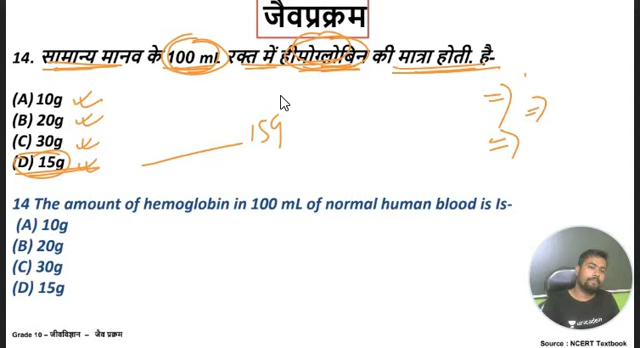 जैवप्रक्रम
14. सामान्य मानव के 100 mL रक्त में हीमोग्लोबिन की मात्रा होती. है-
(A) 10g
(B) 20g
(C) 30g
(D) 15g
15g
14 The amount of hemoglobin in 100 mL of normal human blood is Is-
(A) 10g
(B) 20g
(C) 30g
(D) 15g
Grade 10 – जीवविज्ञान – जैव प्रक्रम
Source : NCERT Textbook